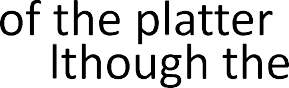 of the platter
lthough the